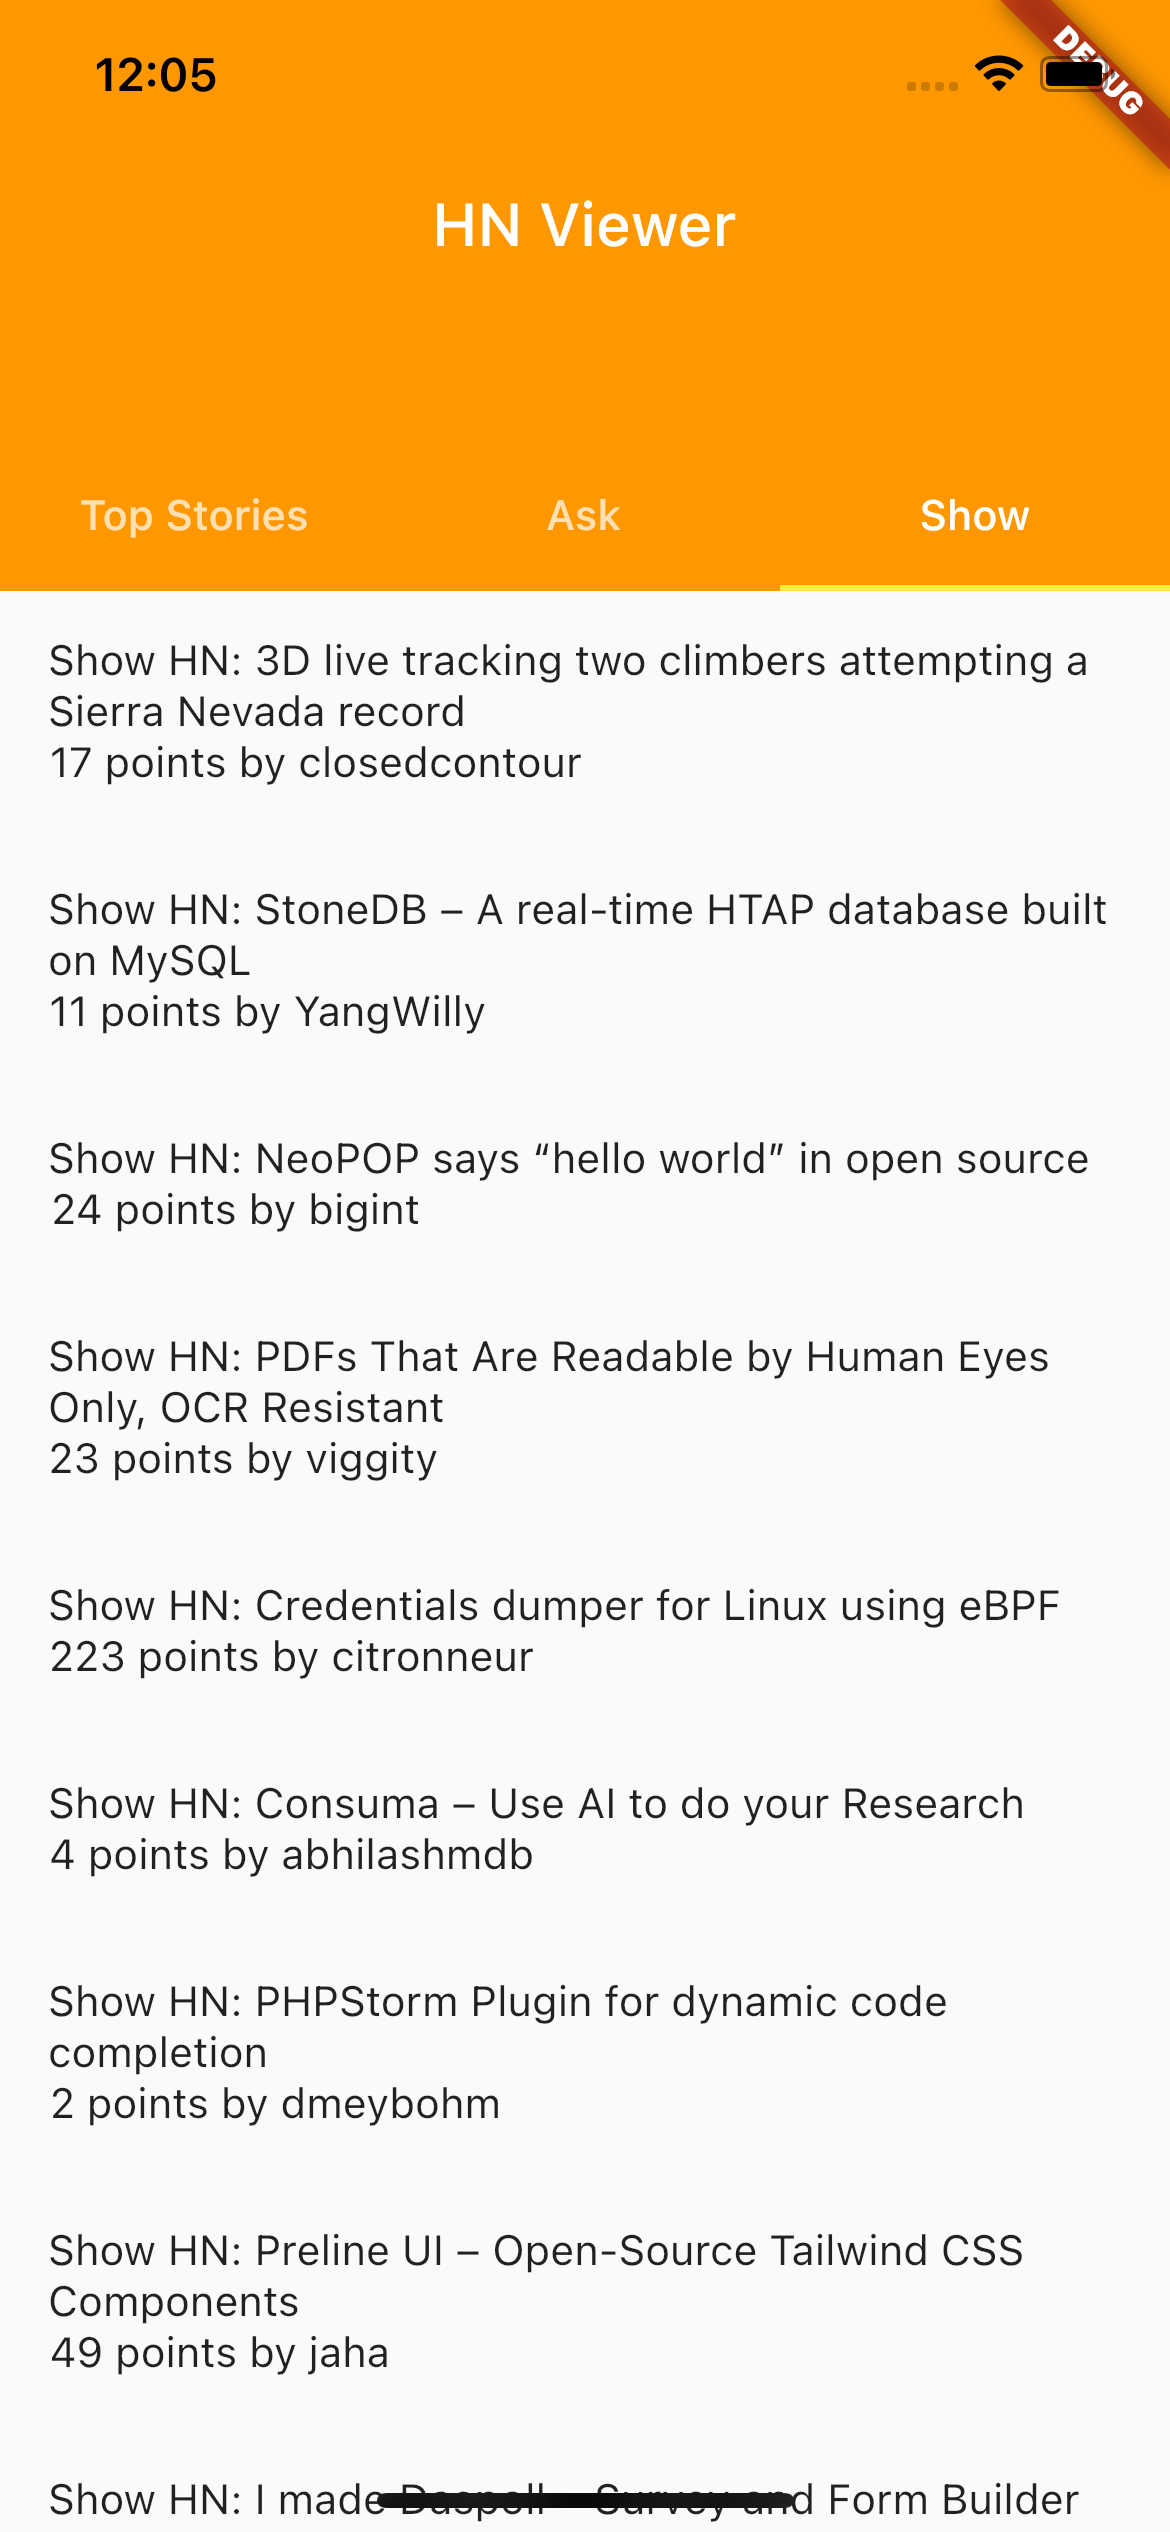 12:05
DEBUG
HN Viewer
Top Stories Ask Show
Show HN: 3D live tracking two climbers attempting a
Sierra Nevada record
17 points by closedcontour
Show HN: StoneDB – A real-time HTAP database built
on MySQL
11 points by YangWilly
Show HN: NeoPOP says “hello world” in open source
24 points by bigint
Show HN: PDFs That Are Readable by Human Eyes
Only, OCR Resistant
23 points by viggity
Show HN: Credentials dumper for Linux using eBPF
223 points by citronneur
Show HN: Consuma – Use AI to do your Research
4 points by abhilashmdb
Show HN: PHPStorm Plugin for dynamic code
completion
2 points by dmeybohm
Show HN: Preline UI – Open-Source Tailwind CSS
Components
49 points by jaha
Show HN: I made Survey and Form Builder